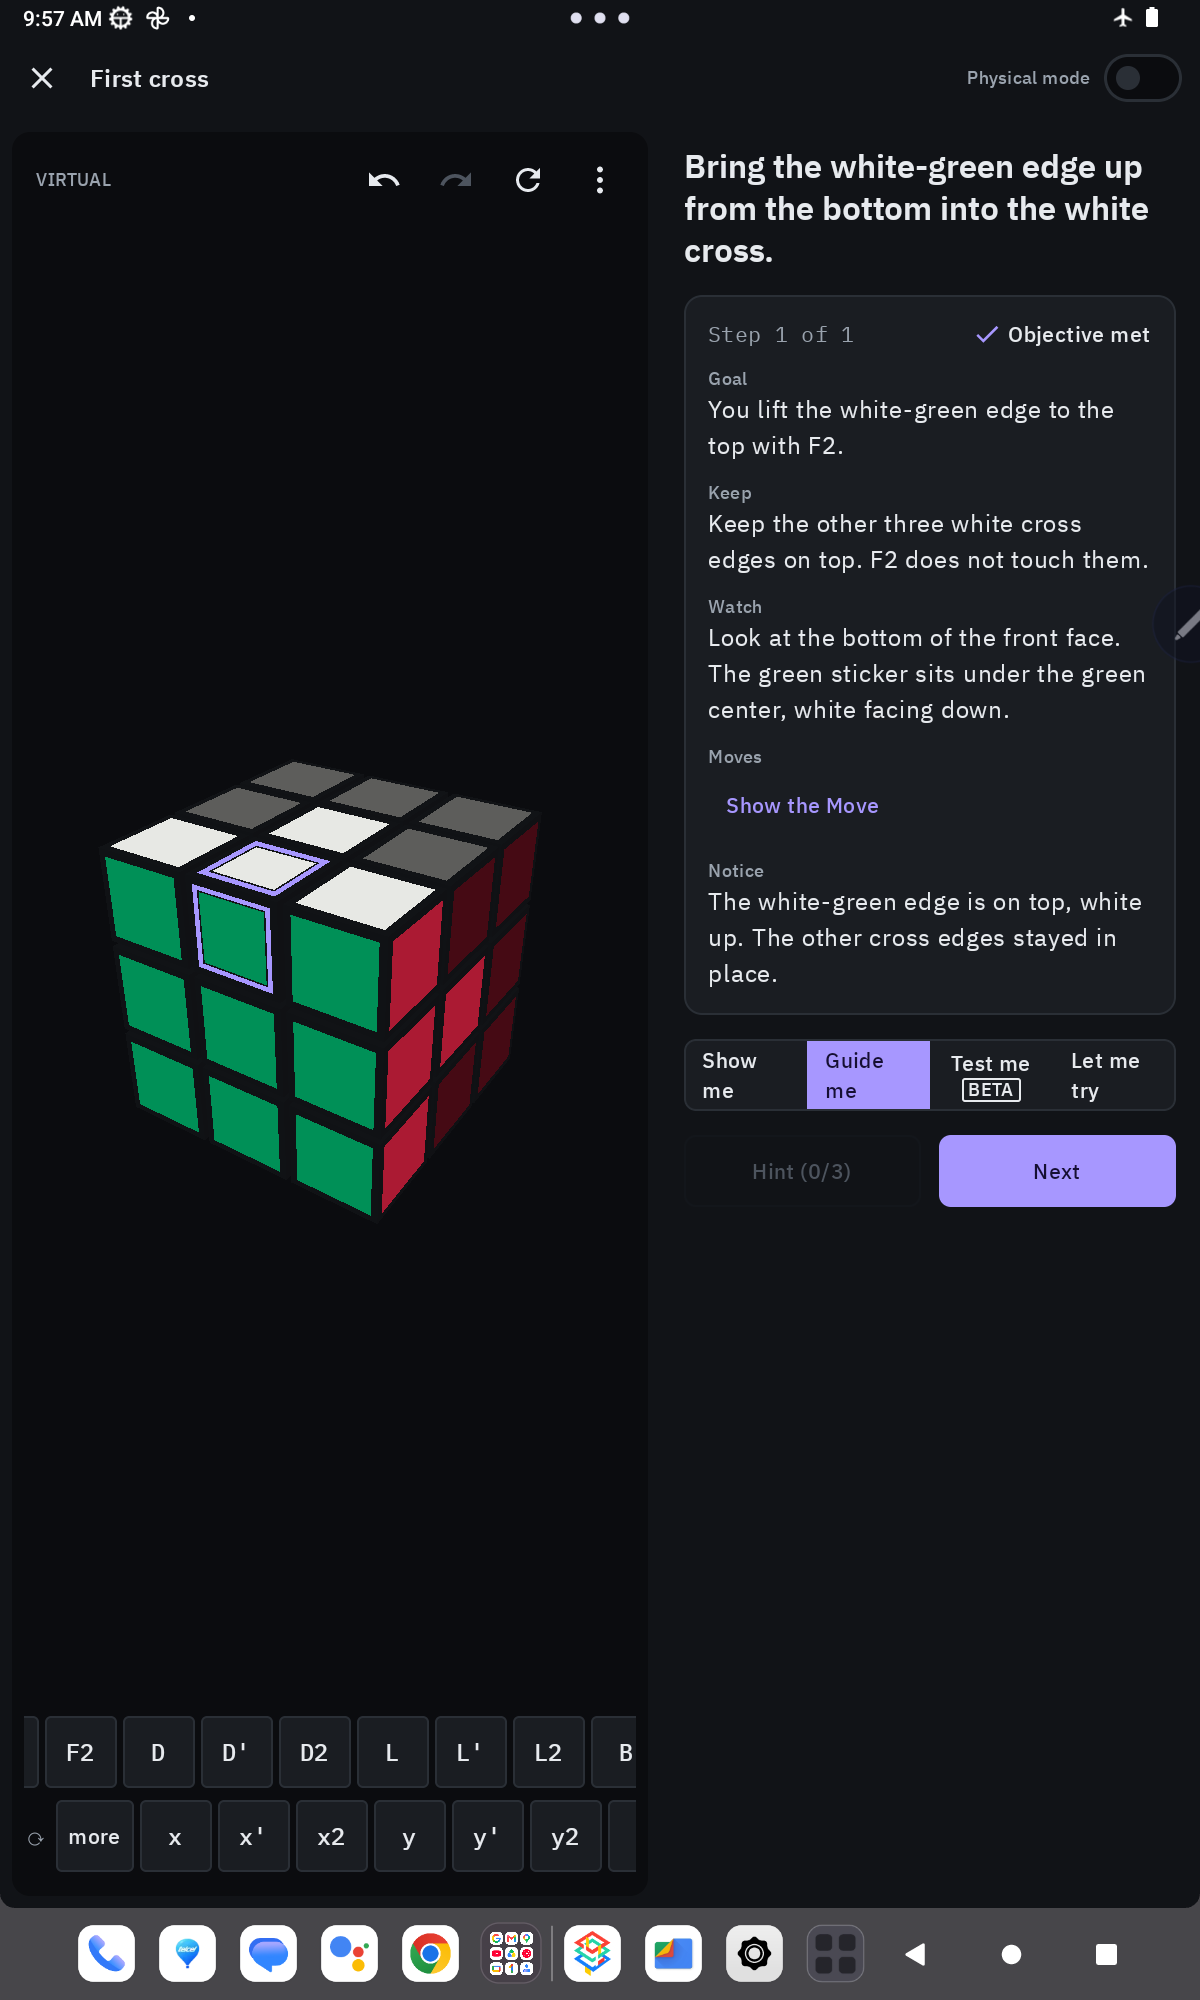 9:57 AM
First cross
Physical mode
VIRTUAL
Bring the white-green edge up
from the bottom into the white
cross.
Step 1 of 1
Objective met
Goal
You lift the white-green edge to the
top with F2.
Keep
Keep the other three white cross
edges on top. F2 does not touch them.
Watch
Look at the bottom of the front face.
The green sticker sits under the green
center, white facing down.
Moves
Show the Move
Notice
The white-green edge is on top, white
up. The other cross edges stayed in
place.
Show
me
Guide
me
Test me
BETA
Let me
try
Hint (0/3)
Next
F2 D D' D2 L L' L2 B
more x x' x2 y y' y2